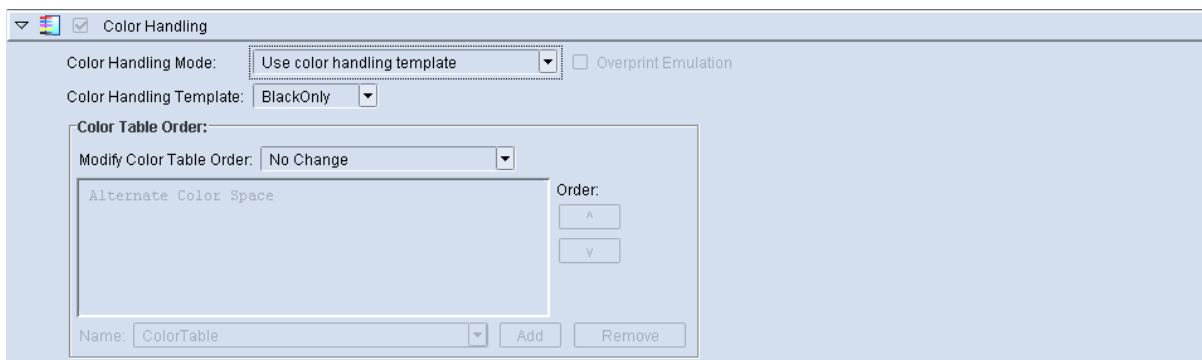 Color Handling
Color Handling Mode: Use color handling template Overprint Emulation
Color Handling Template: BlackOnly
Color Table Order:
Modify Color Table Order: No Change
Alternate Color Space
Order:
^
v
Name: ColorTable Add Remove